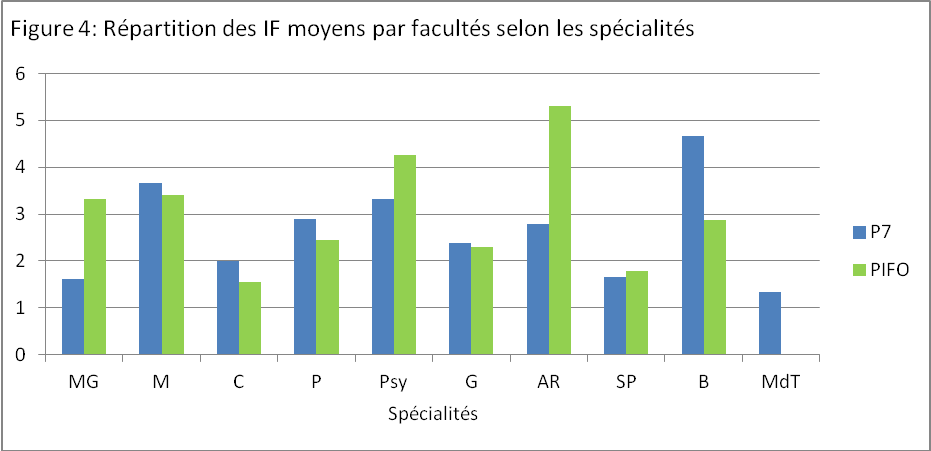 Figure 4: Répartition des IF moyens par facultés selon les spécialités
6
5
4
3
2
1
0
MG M C P Psy G AR SP B MdT
Spécialités
P7
PIFO